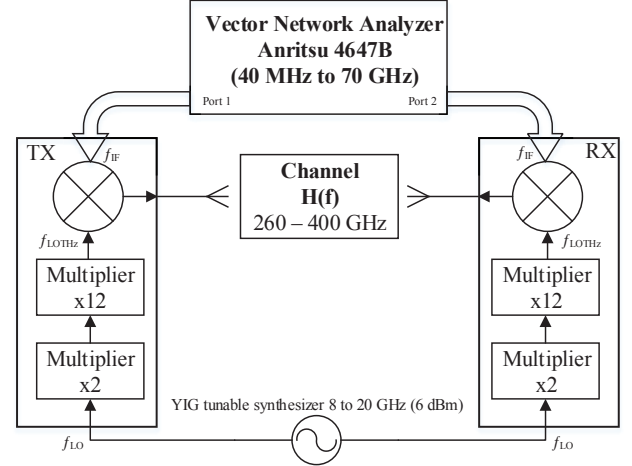 Vector Network Analyzer
Anritsu 4647B
(40 MHz to 70 GHz)
Port 1
Port 2
TX
fIF
fLOTHz
Multiplier
x12
Multiplier
x2
fLO
Channel
H(f)
260 – 400 GHz
RX
fIF
fLOTHz
Multiplier
x12
Multiplier
x2
fLO
YIG tunable synthesizer 8 to 20 GHz (6 dBm)